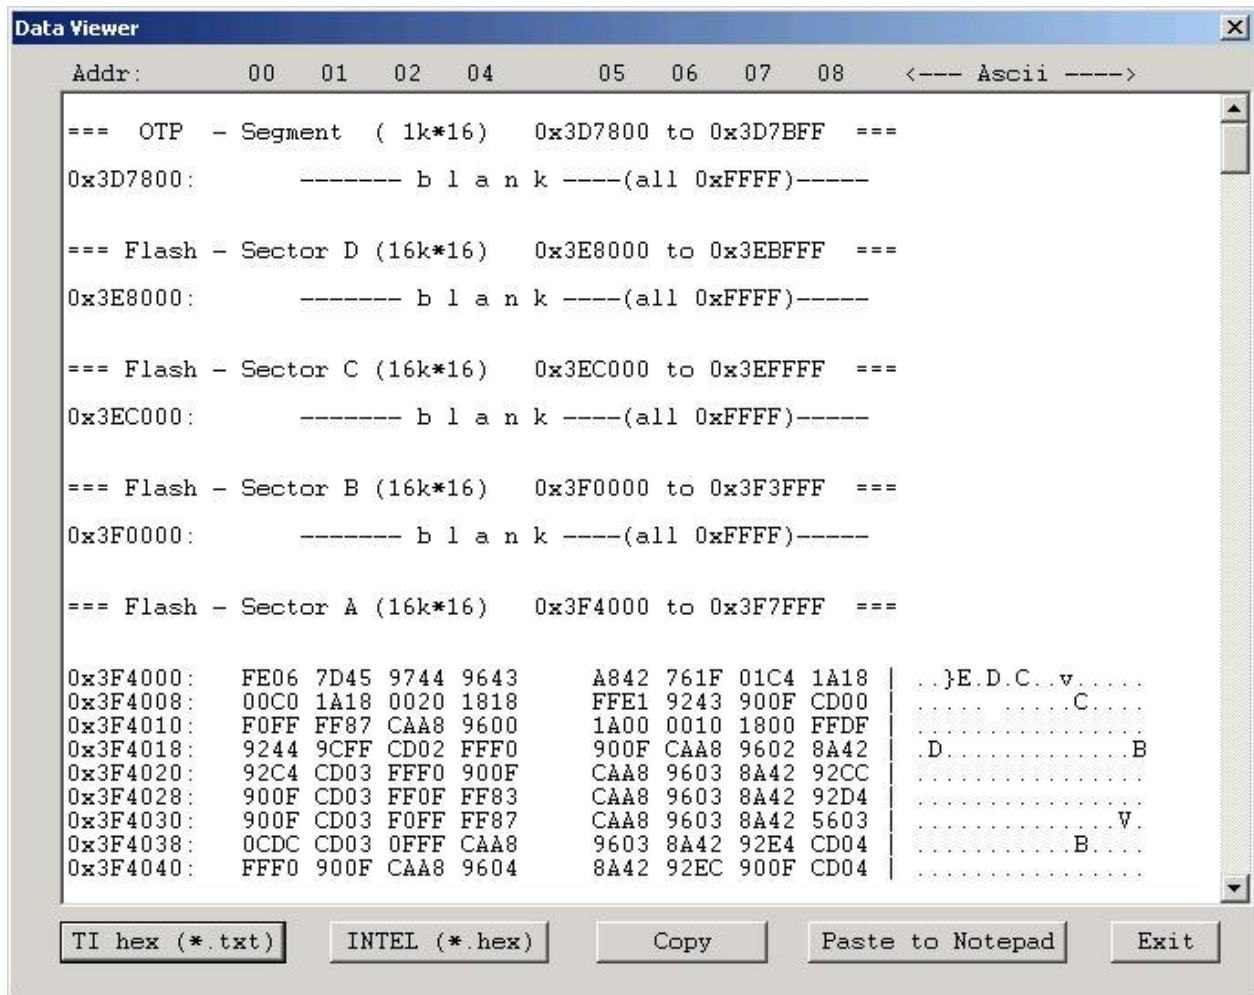 Data Viewer
Addr: 00 01 02 04 05 06 07 08 <--- Ascii ---->
=== OTP - Segment ( 1k*16) 0x3D7800 to 0x3D7BFF ===
0x3D7800: ------- b l a n k ----(all 0xFFFF)-----
=== Flash - Sector D (16k*16) 0x3E8000 to 0x3EBFFF ===
0x3E8000: ------- b l a n k ----(all 0xFFFF)-----
=== Flash - Sector C (16k*16) 0x3EC000 to 0x3EFFFF ===
0x3EC000: ------- b l a n k ----(all 0xFFFF)-----
=== Flash - Sector B (16k*16) 0x3F0000 to 0x3F3FFF ===
0x3F0000: ------- b l a n k ----(all 0xFFFF)-----
=== Flash - Sector A (16k*16) 0x3F4000 to 0x3F7FFF ===
0x3F4000: FE06 7D45 9744 9643 A842 761F 01C4 1A18 | ..}E.D.C..v.....
0x3F4008: 00C0 1A18 0020 1818 FFE1 9243 900F CD00 | ..... .....C....
0x3F4010: F0FF FF87 CAA8 9600 1A00 0010 1800 FFDF | ................
0x3F4018: 9244 9CFF CD02 FFF0 900F CAA8 9602 8A42 | .D.............B
0x3F4020: 92C4 CD03 FFF0 900F CAA8 9603 8A42 92CC | ................
0x3F4028: 900F CD03 FF0F FF83 CAA8 9603 8A42 92D4 | ................
0x3F4030: 900F CD03 F0FF FF87 CAA8 9603 8A42 5603 | ..............V.
0x3F4038: 0CDC CD03 0FFF CAA8 9603 8A42 92E4 CD04 | ...........B....
0x3F4040: FFF0 900F CAA8 9604 8A42 92EC 900F CD04 | ................
TI hex (*.txt) INTEL (*.hex) Copy Paste to Notepad Exit